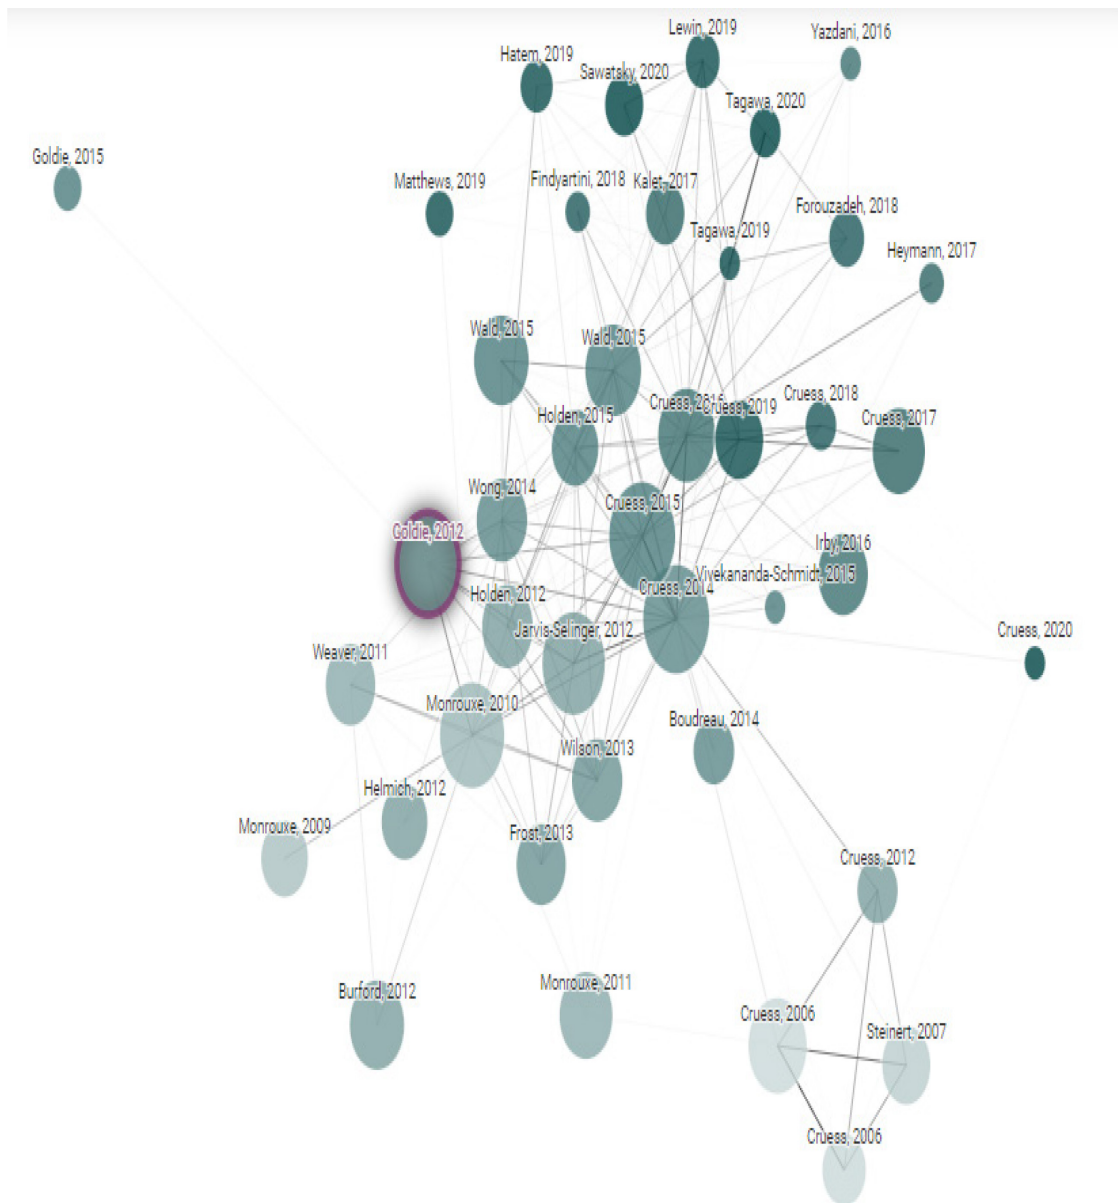 Lewin, 2019
Yazdani, 2016
Hatem, 2019
Sawatsky, 2020
Tagawa, 2020
Goldie, 2015
Matthews, 2019
Findyartini, 2018
Kalet, 2017
Forouzadeh, 2018
Tagawa, 2019
Heymann, 2017
Wald, 2015
Wald, 2015
Holden, 2015
Cruess, 2016
Cruess, 2019
Cruess, 2018
Cruess, 2017
Wong, 2014
Cruess, 2015
Goldie, 2012
Irby, 2016
Vivekananda-Schmidt, 2015
Holden, 2012
Cruess, 2014
Jarvis-Selinger, 2012
Cruess, 2020
Weaver, 2011
Monrouxe, 2010
Boudreau, 2014
Wilson, 2013
Helmich, 2012
Monrouxe, 2009
Frost, 2013
Cruess, 2012
Burford, 2012
Monrouxe, 2011
Cruess, 2006
Steinert, 2007
Cruess, 2006